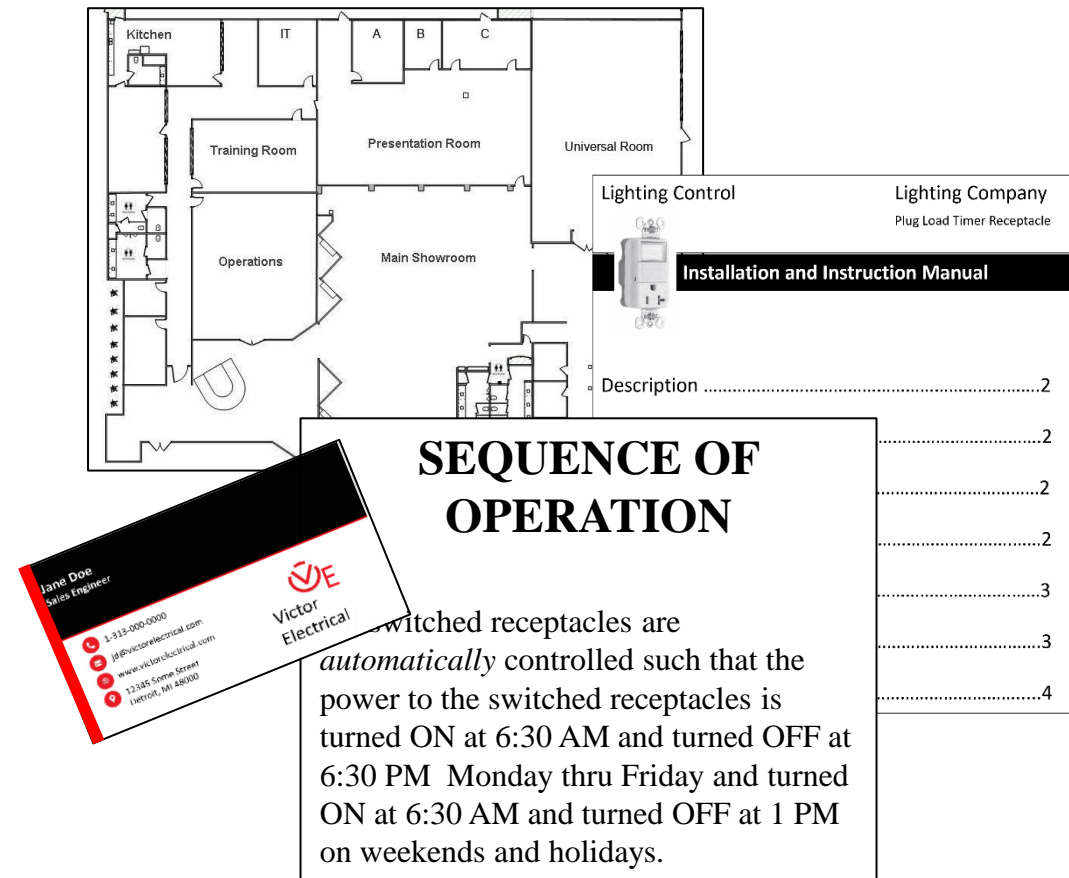 Kitchen
IT
A
B
C
Training Room
Presentation Room
Universal Room
Operations
Main Showroom
Lighting Control
Lighting Company
Plug Load Timer Receptacle
Installation and Instruction Manual
Description ..........................................................................2
..................................2
..................................2
..................................2
..................................3
..................................3
..................................4
Jane Doe
Sales Engineer
1-313-000-0000
jd@victorelectrical.com
www.victorelectrical.com
12345 Some Street
Detroit, MI 48000
VE
Victor
Electrical
SEQUENCE OF
OPERATION
switched receptacles are
automatically controlled such that the
power to the switched receptacles is
turned ON at 6:30 AM and turned OFF at
6:30 PM Monday thru Friday and turned
ON at 6:30 AM and turned OFF at 1 PM
on weekends and holidays.